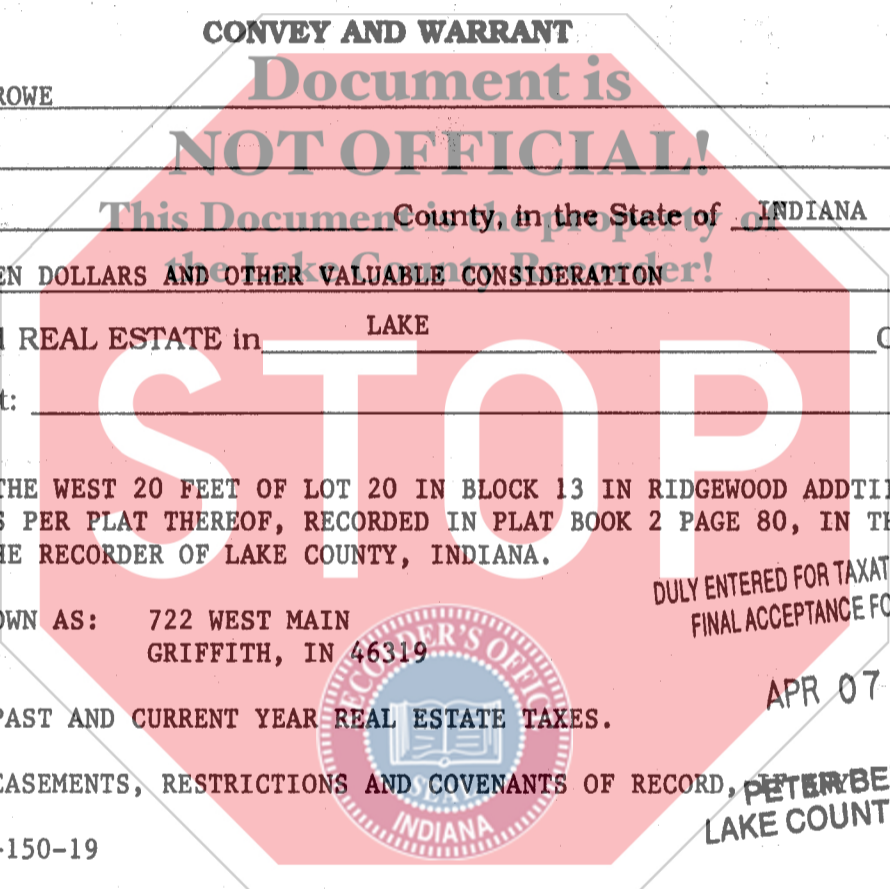 CONVEY AND WARRANT
Document is
ROWE
NOT OFFICIAL!
This Document is the property of
County, in the State of INDIANA
the Lake County Recorder!
EN DOLLARS AND OTHER VALUABLE CONSIDERATION
REAL ESTATE in LAKE C
t:
STOP
THE WEST 20 FEET OF LOT 20 IN BLOCK 13 IN RIDGEWOOD ADDTI
S PER PLAT THEREOF, RECORDED IN PLAT BOOK 2 PAGE 80, IN TH
HE RECORDER OF LAKE COUNTY, INDIANA.
DULY ENTERED FOR TAXAT
FINAL ACCEPTANCE FO
OWN AS: 722 WEST MAIN
GRIFFITH, IN 46319
RECORDER'S OFFIC
APR 07
PAST AND CURRENT YEAR REAL ESTATE TAXES.
EASEMENTS, RESTRICTIONS AND COVENANTS OF RECORD, IF ANY
SEAL
PETER BE
LAKE COUNT
INDIANA
-150-19